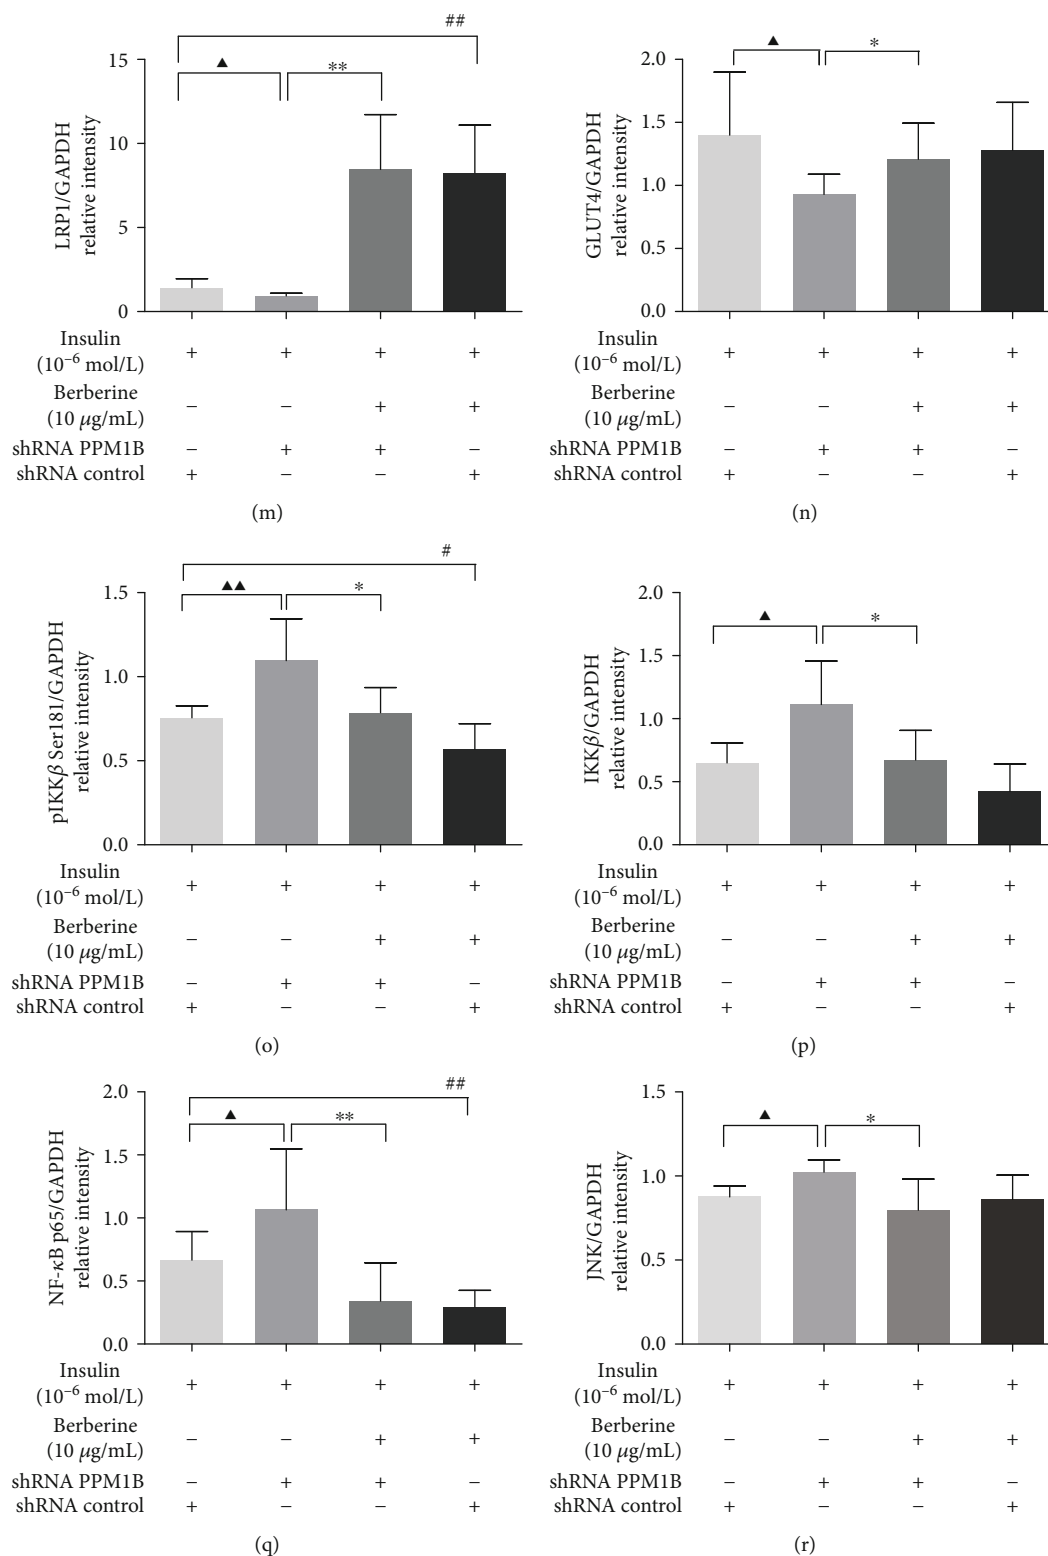 ##
▲
**
15
10
5
0
LRP1/GAPDH
relative intensity
Insulin
(10⁻⁶ mol/L)
+ + + +
Berberine
(10 μg/mL)
− − + +
shRNA PPM1B − + + −
shRNA control + − − +
(m)
▲
*
2.0
1.5
1.0
0.5
0.0
GLUT4/GAPDH
relative intensity
Insulin
(10⁻⁶ mol/L)
+ + + +
Berberine
(10 μg/mL)
− − + +
shRNA PPM1B − + + −
shRNA control + − − +
(n)
#
▲▲
*
1.5
1.0
0.5
0.0
pIKKβ Ser181/GAPDH
relative intensity
Insulin
(10⁻⁶ mol/L)
+ + + +
Berberine
(10 μg/mL)
− − + +
shRNA PPM1B − + + −
shRNA control + − − +
(o)
▲
*
2.0
1.5
1.0
0.5
0.0
IKKβ/GAPDH
relative intensity
Insulin
(10⁻⁶ mol/L)
+ + + +
Berberine
(10 μg/mL)
− − + +
shRNA PPM1B − + + −
shRNA control + − − +
(p)
##
▲
**
2.0
1.5
1.0
0.5
0.0
NF-κB p65/GAPDH
relative intensity
Insulin
(10⁻⁶ mol/L)
+ + + +
Berberine
(10 μg/mL)
− − + +
shRNA PPM1B − + + −
shRNA control + − − +
(q)
▲
*
1.5
1.0
0.5
0.0
JNK/GAPDH
relative intensity
Insulin
(10⁻⁶ mol/L)
+ + + +
Berberine
(10 μg/mL)
− − + +
shRNA PPM1B − + + −
shRNA control + − − +
(r)